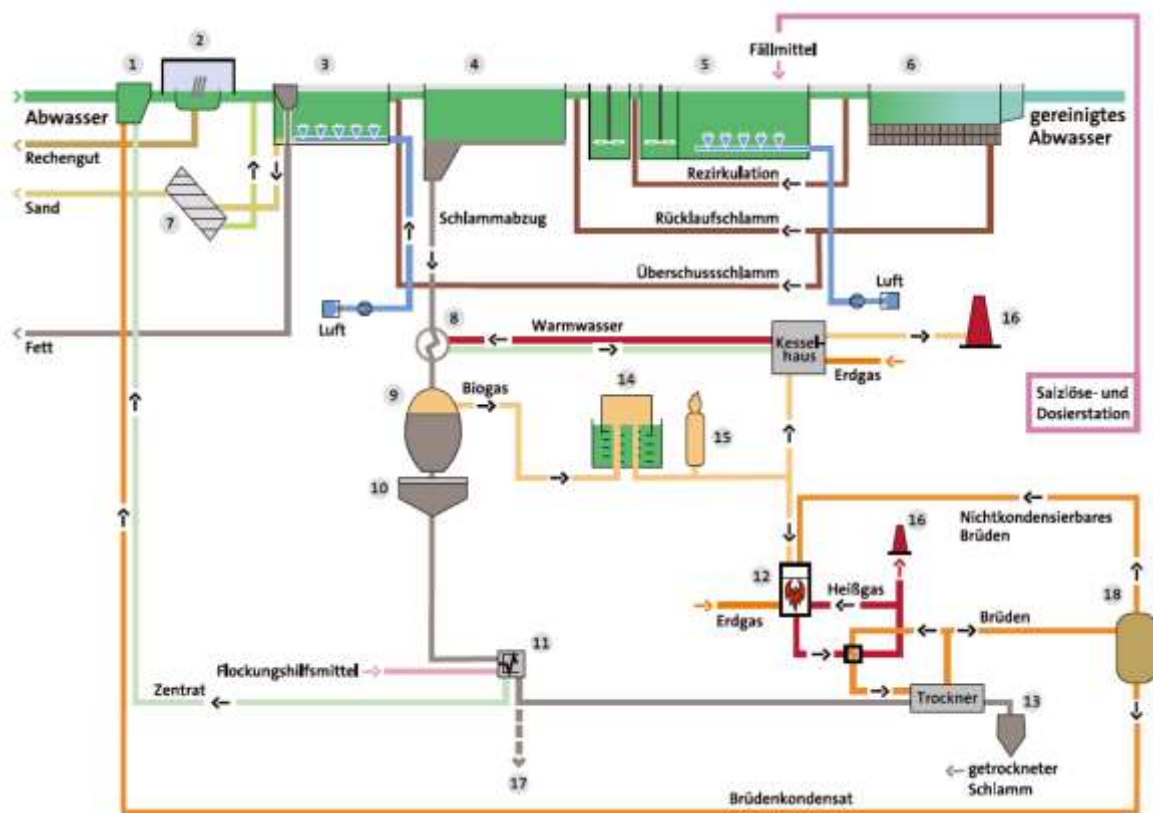 1
2
3
4
5
6
Fällmittel
Abwasser
gereinigtes
Abwasser
Rechengut
Sand
7
Rezirkulation
Schlammabzug
Rücklaufschlamm
Überschussschlamm
Luft
Luft
Fett
8
Warmwasser
Kessel-
haus
16
Erdgas
Salzlöse- und
Dosierstation
9
Biogas
14
15
10
Nichtkondensierbares
Brüden
16
12
Heißgas
18
Erdgas
Brüden
11
Flockungshilfsmittel
Zentrat
Trockner
13
17
getrockneter
Schlamm
Brüdenkondensat